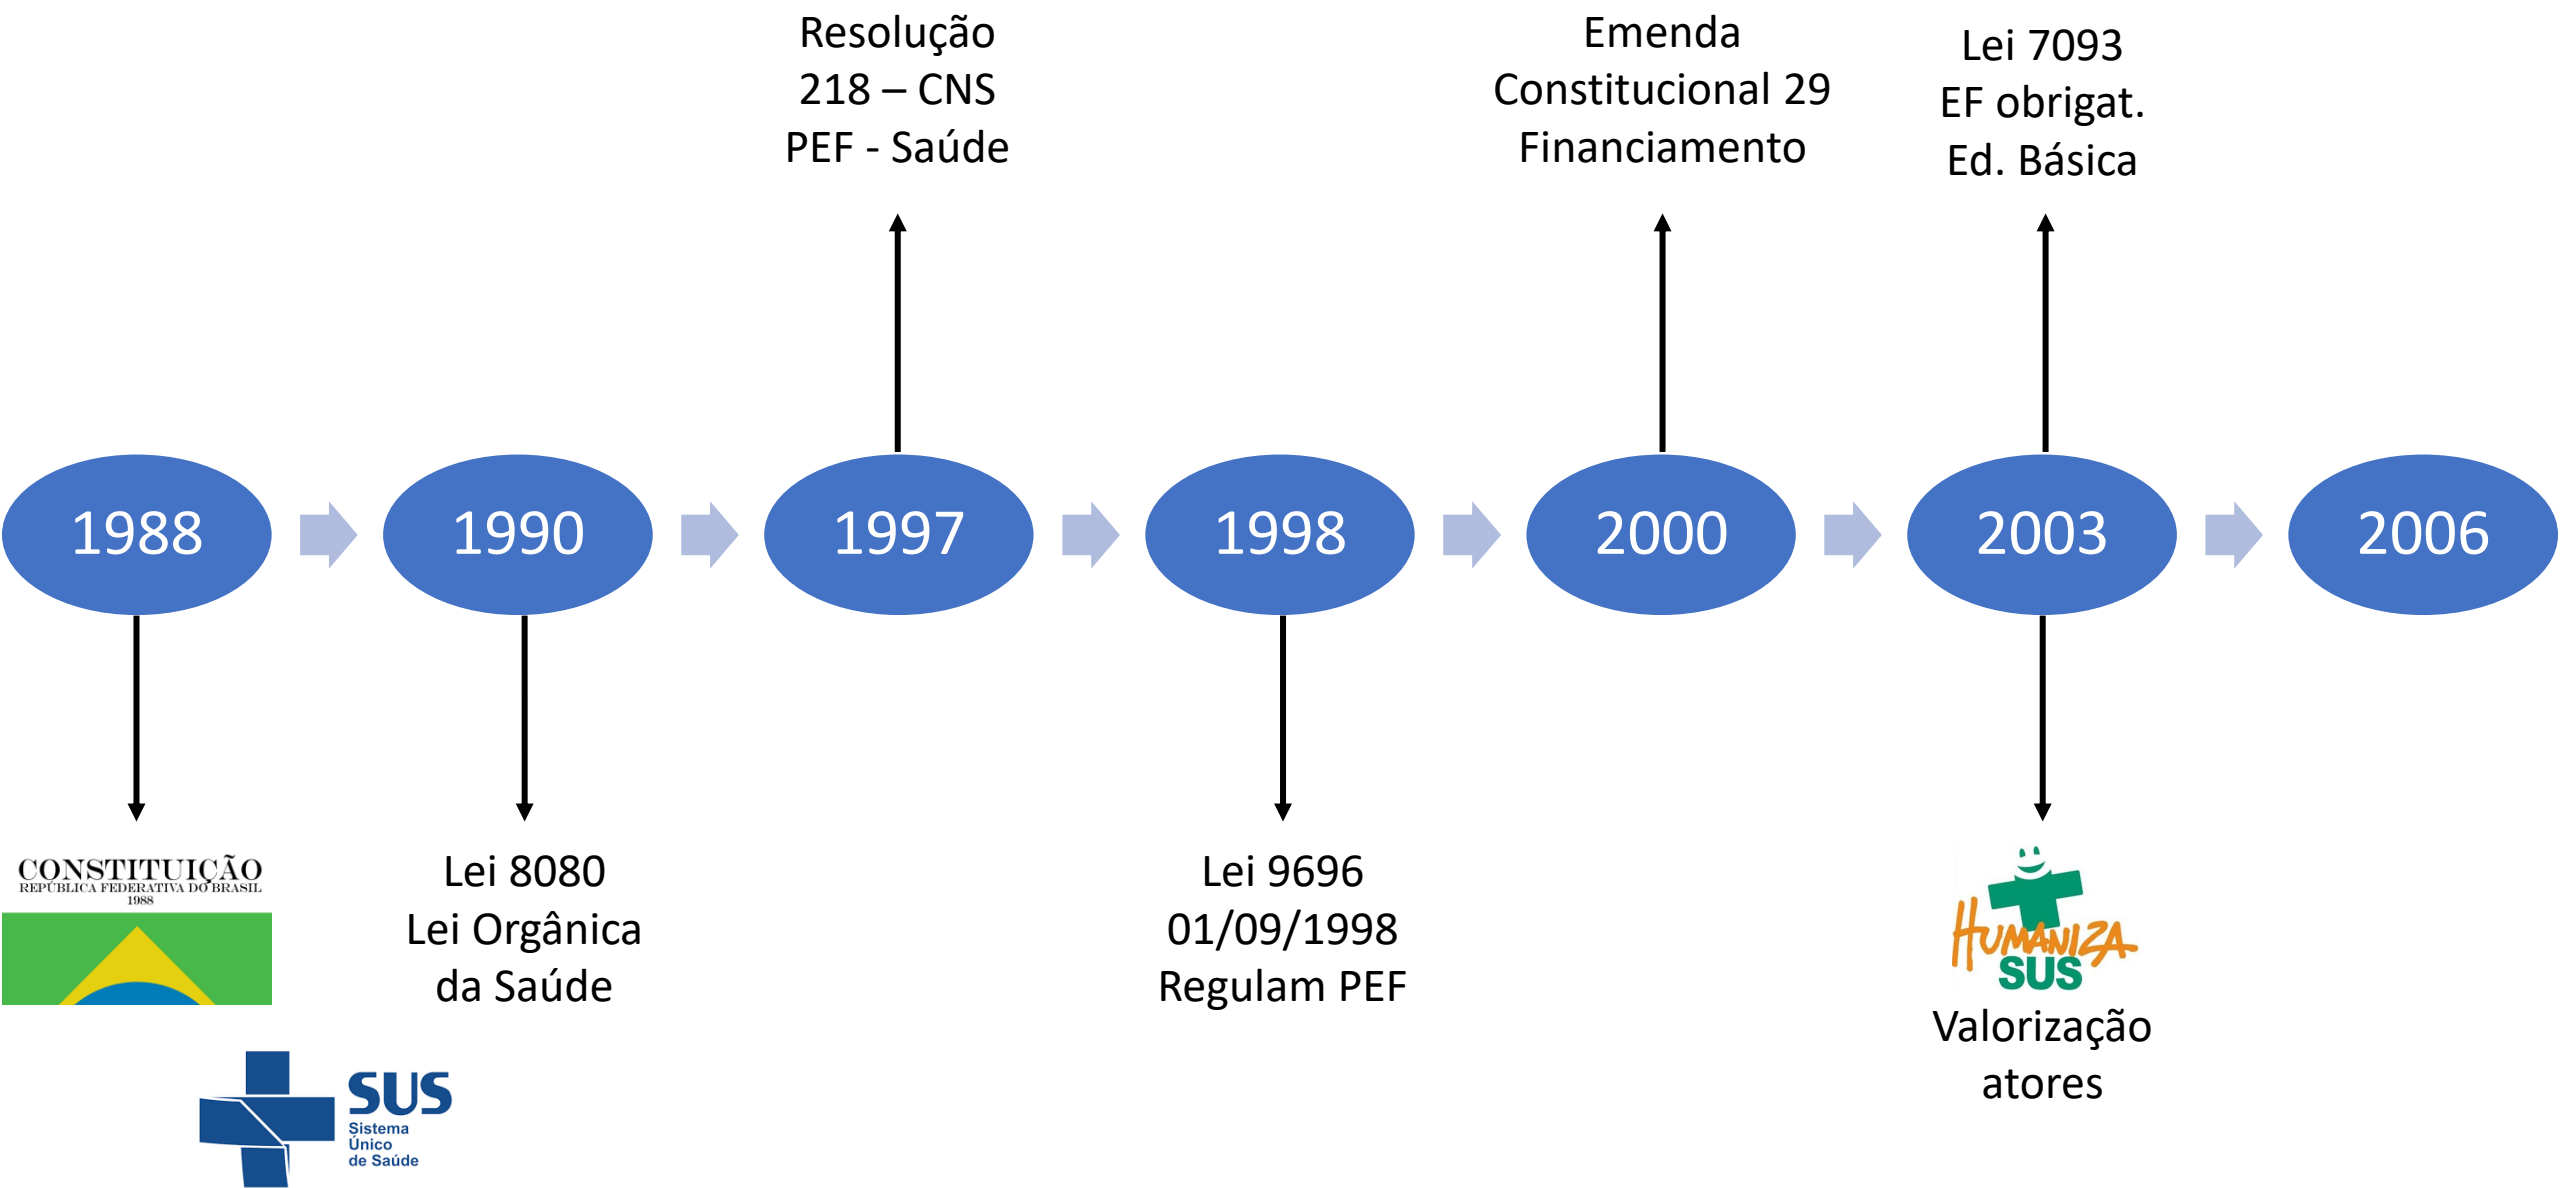 Resolução
218 – CNS
PEF - Saúde
Emenda
Constitucional 29
Financiamento
Lei 7093
EF obrigat.
Ed. Básica
1988
1990
1997
1998
2000
2003
2006
CONSTITUIÇÃO
REPÚBLICA FEDERATIVA DO BRASIL
1988
Lei 8080
Lei Orgânica
da Saúde
Lei 9696
01/09/1998
Regulam PEF
HUMANIZA
SUS
Valorização
atores
SUS
Sistema
Único
de Saúde